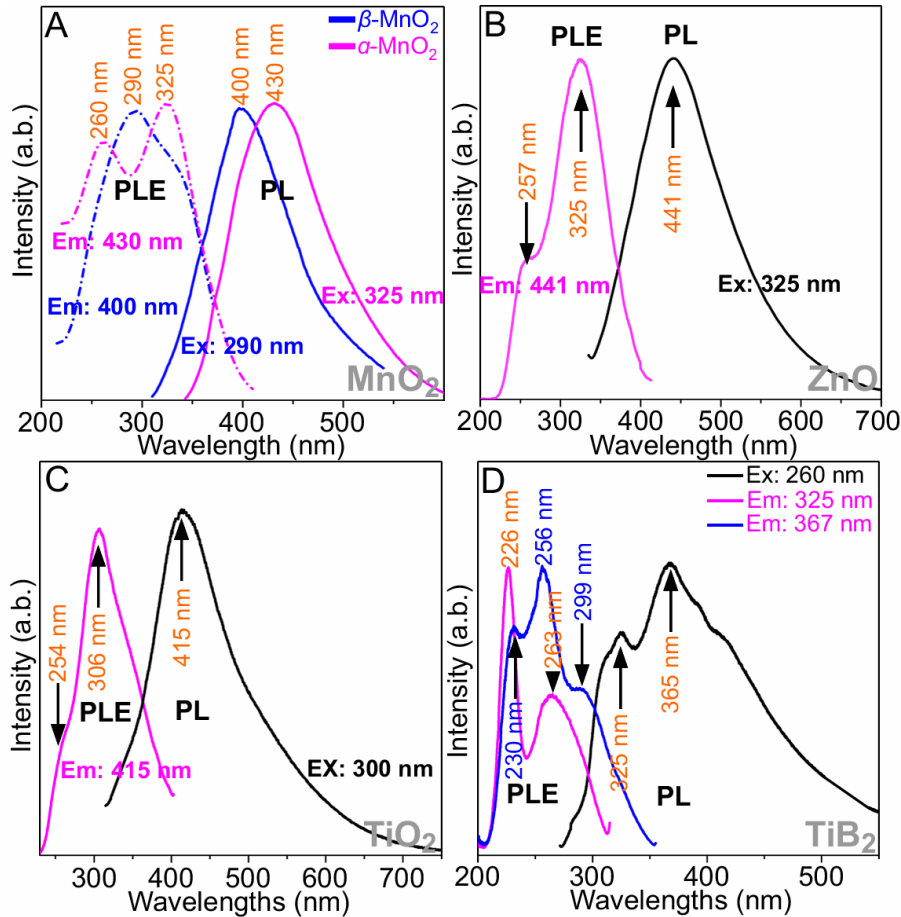 A
β-MnO₂
α-MnO₂
260 nm
290 nm
325 nm
400 nm
430 nm
PLE
PL
Em: 430 nm
Em: 400 nm
Ex: 325 nm
Ex: 290 nm
MnO₂
Intensity (a.b.)
200 300 400 500
Wavelength (nm)
B
PLE
PL
257 nm
325 nm
441 nm
Em: 441 nm
Ex: 325 nm
ZnO
Intensity (a.b.)
200 300 400 500 600 700
Wavelength (nm)
C
254 nm
306 nm
415 nm
PLE
PL
Em: 415 nm
EX: 300 nm
TiO₂
Intensity (a.b.)
300 400 500 600 700
Wavelengths (nm)
D
Ex: 260 nm
Em: 325 nm
Em: 367 nm
226 nm
256 nm
299 nm
263 nm
230 nm
325 nm
365 nm
PLE
PL
TiB₂
Intensity (a.b.)
200 300 400 500
Wavelengths (nm)